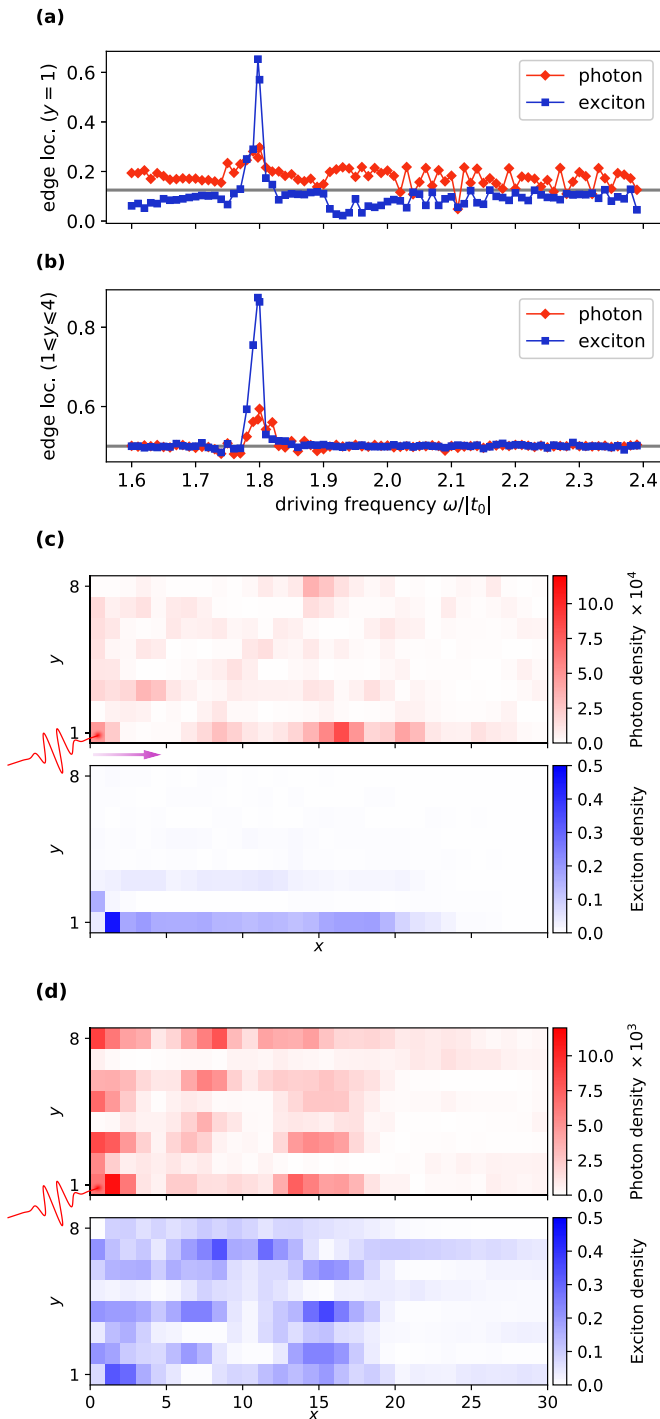 (a)
edge loc. (y = 1)
0.6
0.4
0.2
0.0
photon
exciton
(b)
edge loc. (1⩽y⩽4)
0.8
0.6
photon
exciton
1.6 1.7 1.8 1.9 2.0 2.1 2.2 2.3 2.4
driving frequency ω/|t₀|
(c)
8
y
1
10.0
7.5
5.0
2.5
0.0
Photon density × 10⁴
8
y
1
x
0.5
0.4
0.3
0.2
0.1
0.0
Exciton density
(d)
8
y
1
10.0
7.5
5.0
2.5
0.0
Photon density × 10³
8
y
1
0 5 10 15 20 25 30
x
0.5
0.4
0.3
0.2
0.1
0.0
Exciton density